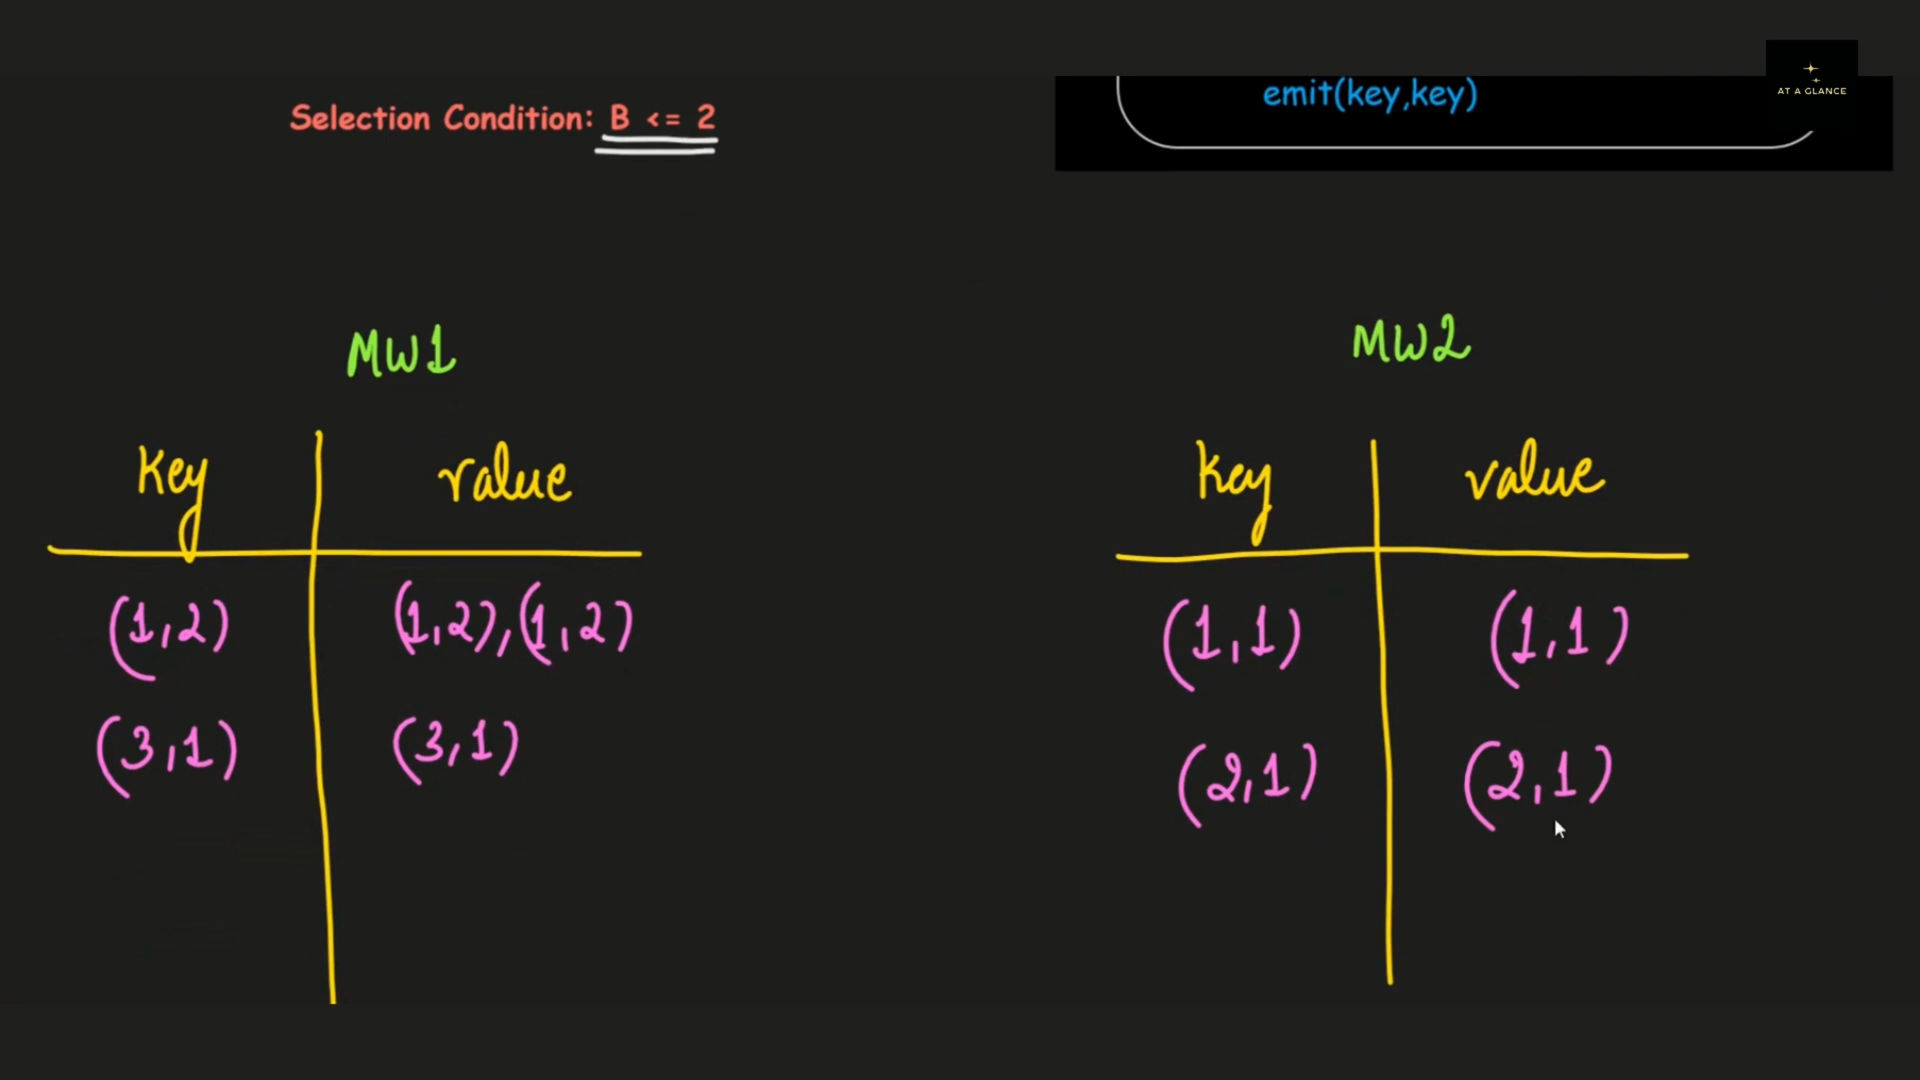 emit(key,key)
AT A GLANCE
Selection Condition: B <= 2
MW1
Key value
(1,2) (1,2),(1,2)
(3,1) (3,1)
MW2
Key value
(1,1) (1,1)
(2,1) (2,1)